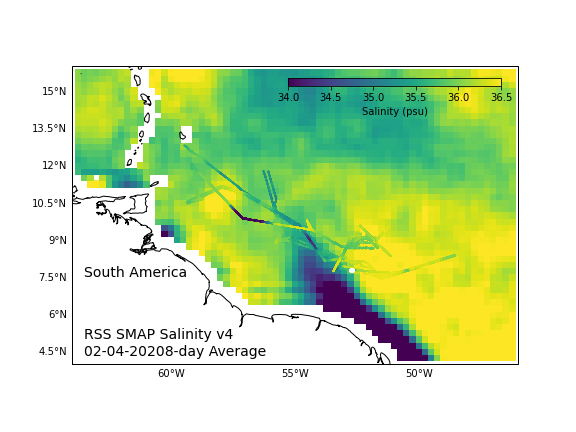 15°N
13.5°N
12°N
10.5°N
9°N
7.5°N
6°N
4.5°N
34.0 34.5 35.0 35.5 36.0 36.5
Salinity (psu)
South America
RSS SMAP Salinity v4
02-04-20208-day Average
60°W 55°W 50°W